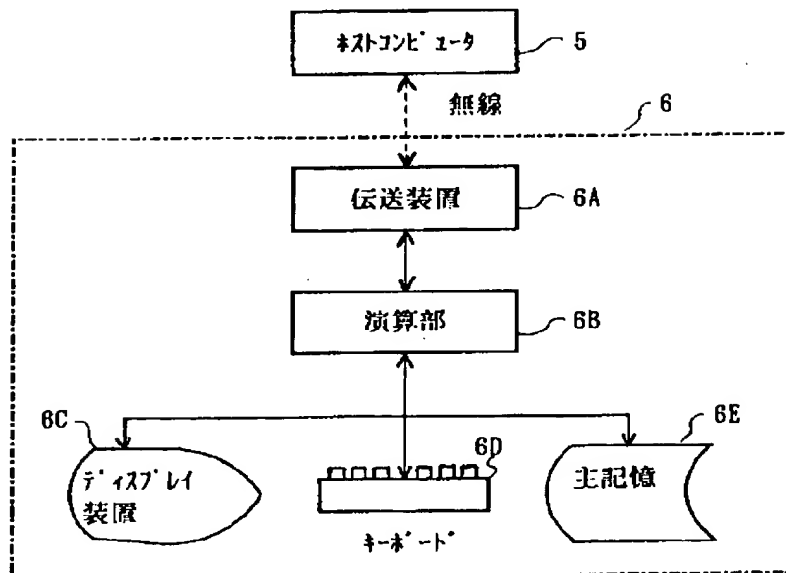 ホストコンピュータ
5
無線
6
伝送装置
6A
演算部
6B
6C
6D
6E
ディスプレイ
装置
主記憶
キーボード